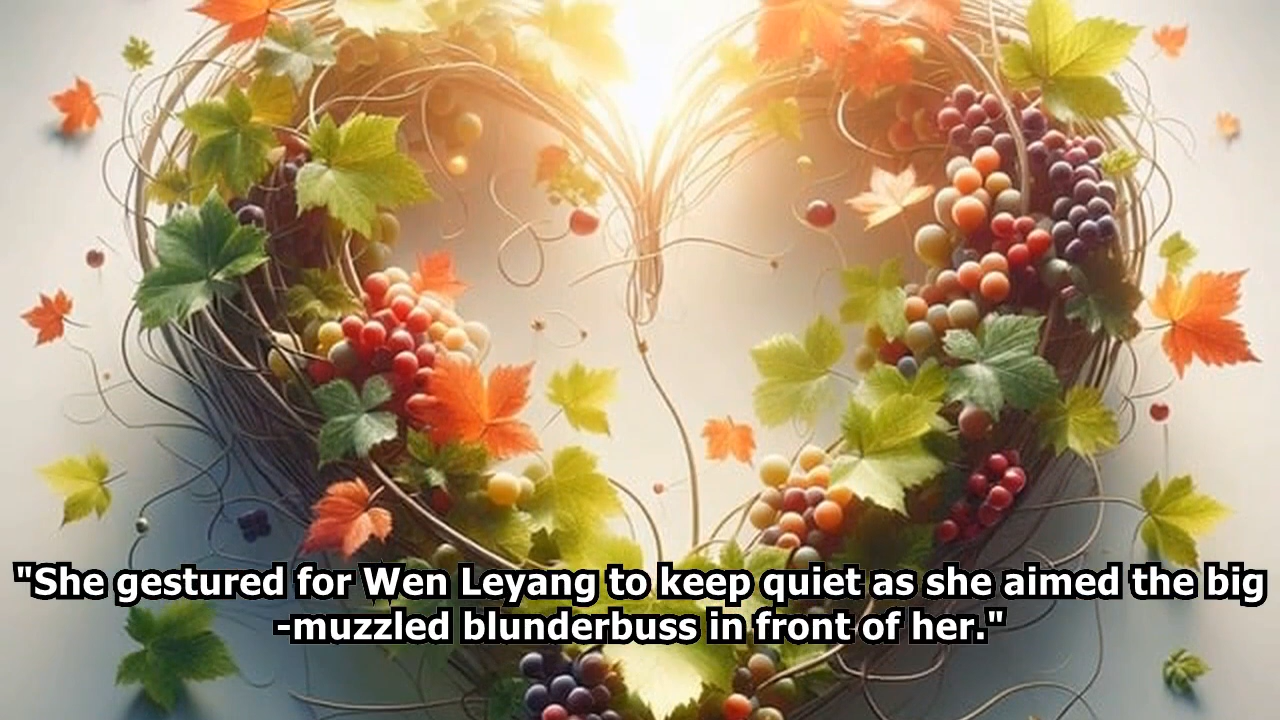 "She gestured for Wen Leyang to keep quiet as she aimed the big
-muzzled blunderbuss in front of her."